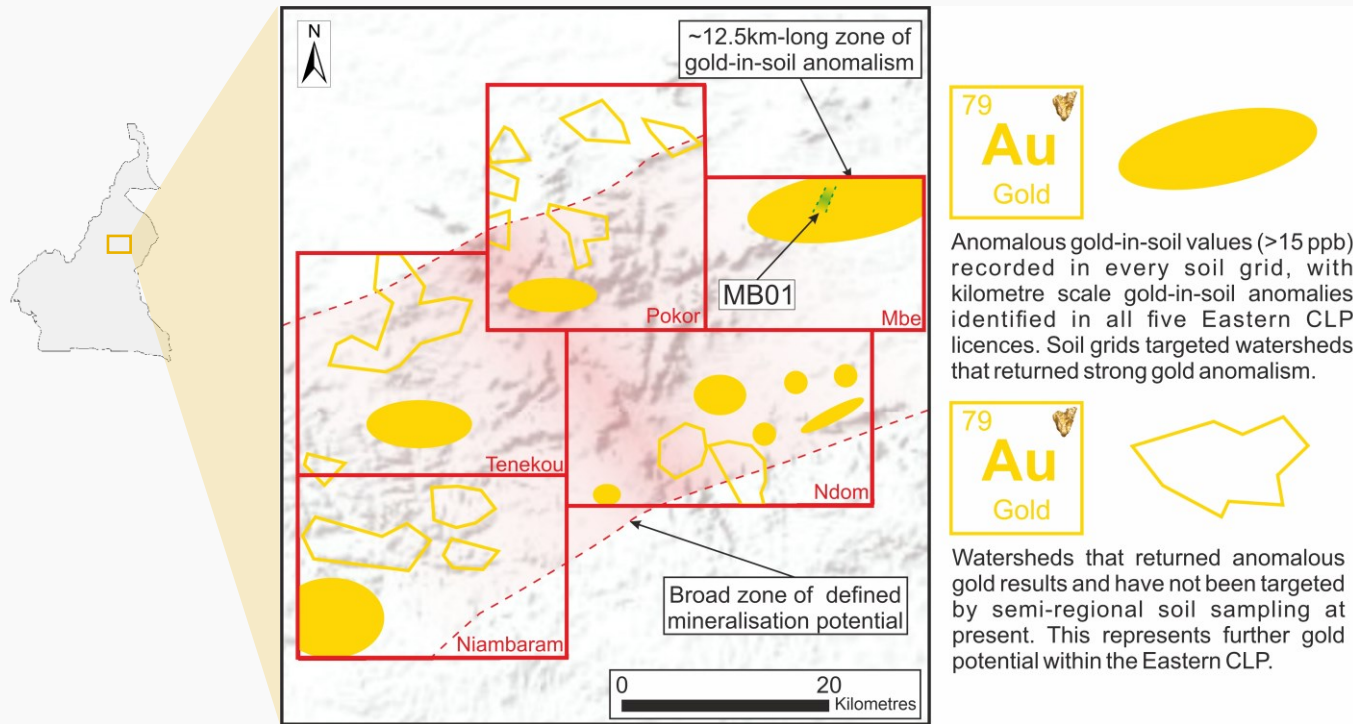 N
~12.5km-long zone of
gold-in-soil anomalism
MB01
Pokor
Mbe
Tenekou
Ndom
Niambaram
Broad zone of defined
mineralisation potential
0 20
Kilometres
79
Au
Gold
Anomalous gold-in-soil values (>15 ppb)
recorded in every soil grid, with
kilometre scale gold-in-soil anomalies
identified in all five Eastern CLP
licences. Soil grids targeted watersheds
that returned strong gold anomalism.
79
Au
Gold
Watersheds that returned anomalous
gold results and have not been targeted
by semi-regional soil sampling at
present. This represents further gold
potential within the Eastern CLP.